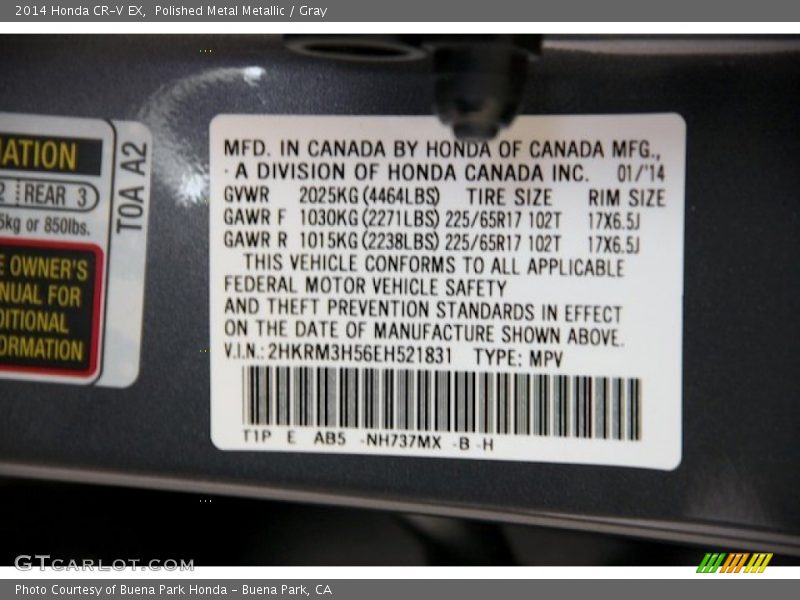 2014 Honda CR-V EX, Polished Metal Metallic / Gray
ATION
2 REAR 3
5kg or 850lbs.
E OWNER'S
NUAL FOR
DITIONAL
ORMATION
T0A A2
MFD. IN CANADA BY HONDA OF CANADA MFG.,
A DIVISION OF HONDA CANADA INC. 01/'14
GVWR 2025KG(4464LBS) TIRE SIZE RIM SIZE
GAWR F 1030KG(2271LBS) 225/65R17 102T 17X6.5J
GAWR R 1015KG(2238LBS) 225/65R17 102T 17X6.5J
THIS VEHICLE CONFORMS TO ALL APPLICABLE
FEDERAL MOTOR VEHICLE SAFETY
AND THEFT PREVENTION STANDARDS IN EFFECT
ON THE DATE OF MANUFACTURE SHOWN ABOVE.
V.I.N.: 2HKRM3H56EH521831 TYPE: MPV
T1P E AB5 -NH737MX -B -H
GTCARLOT.COM
Photo Courtesy of Buena Park Honda - Buena Park, CA